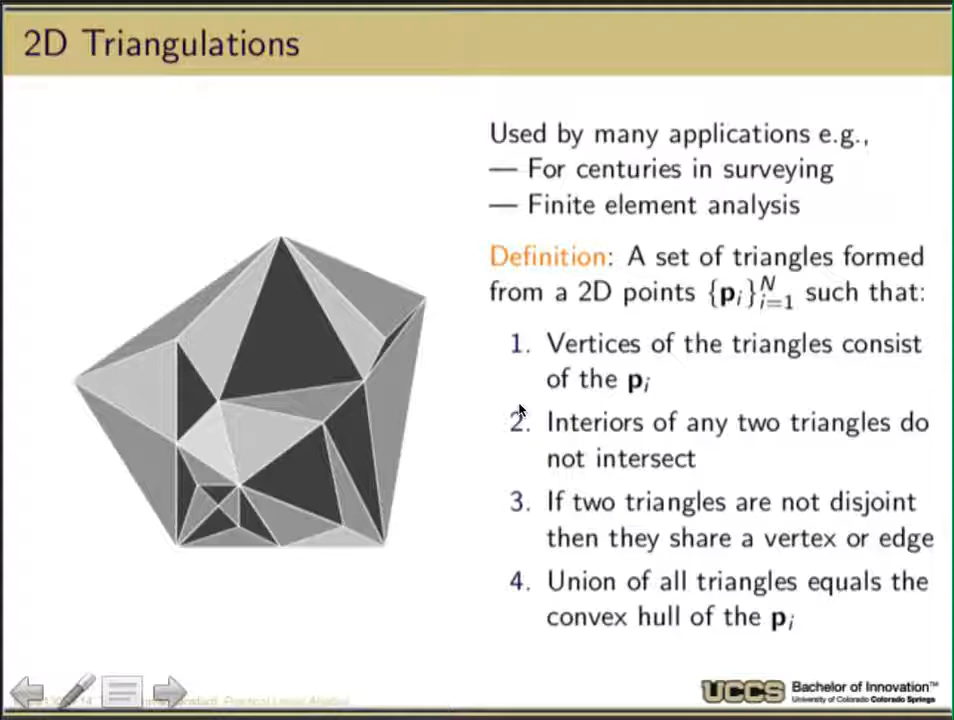 2D Triangulations
Used by many applications e.g.,
— For centuries in surveying
— Finite element analysis
Definition: A set of triangles formed
from a 2D points {p_i}_{i=1}^N such that:
1. Vertices of the triangles consist
of the p_i
2. Interiors of any two triangles do
not intersect
3. If two triangles are not disjoint
then they share a vertex or edge
4. Union of all triangles equals the
convex hull of the p_i
Practical Linear Algebra
UCCS Bachelor of Innovation™
University of Colorado Colorado Springs